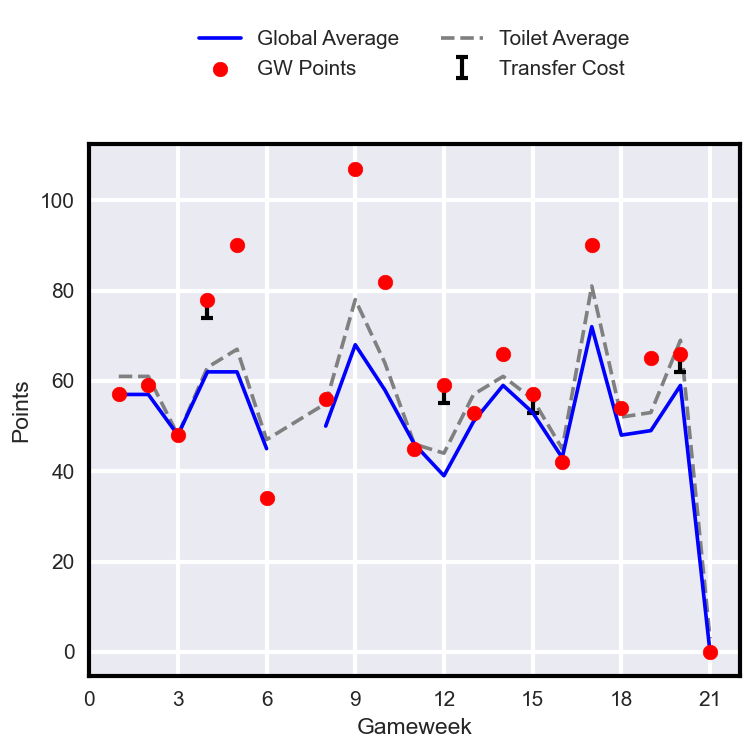 Global Average
Toilet Average
GW Points
Transfer Cost
Points
100
80
60
40
20
0
0 3 6 9 12 15 18 21
Gameweek